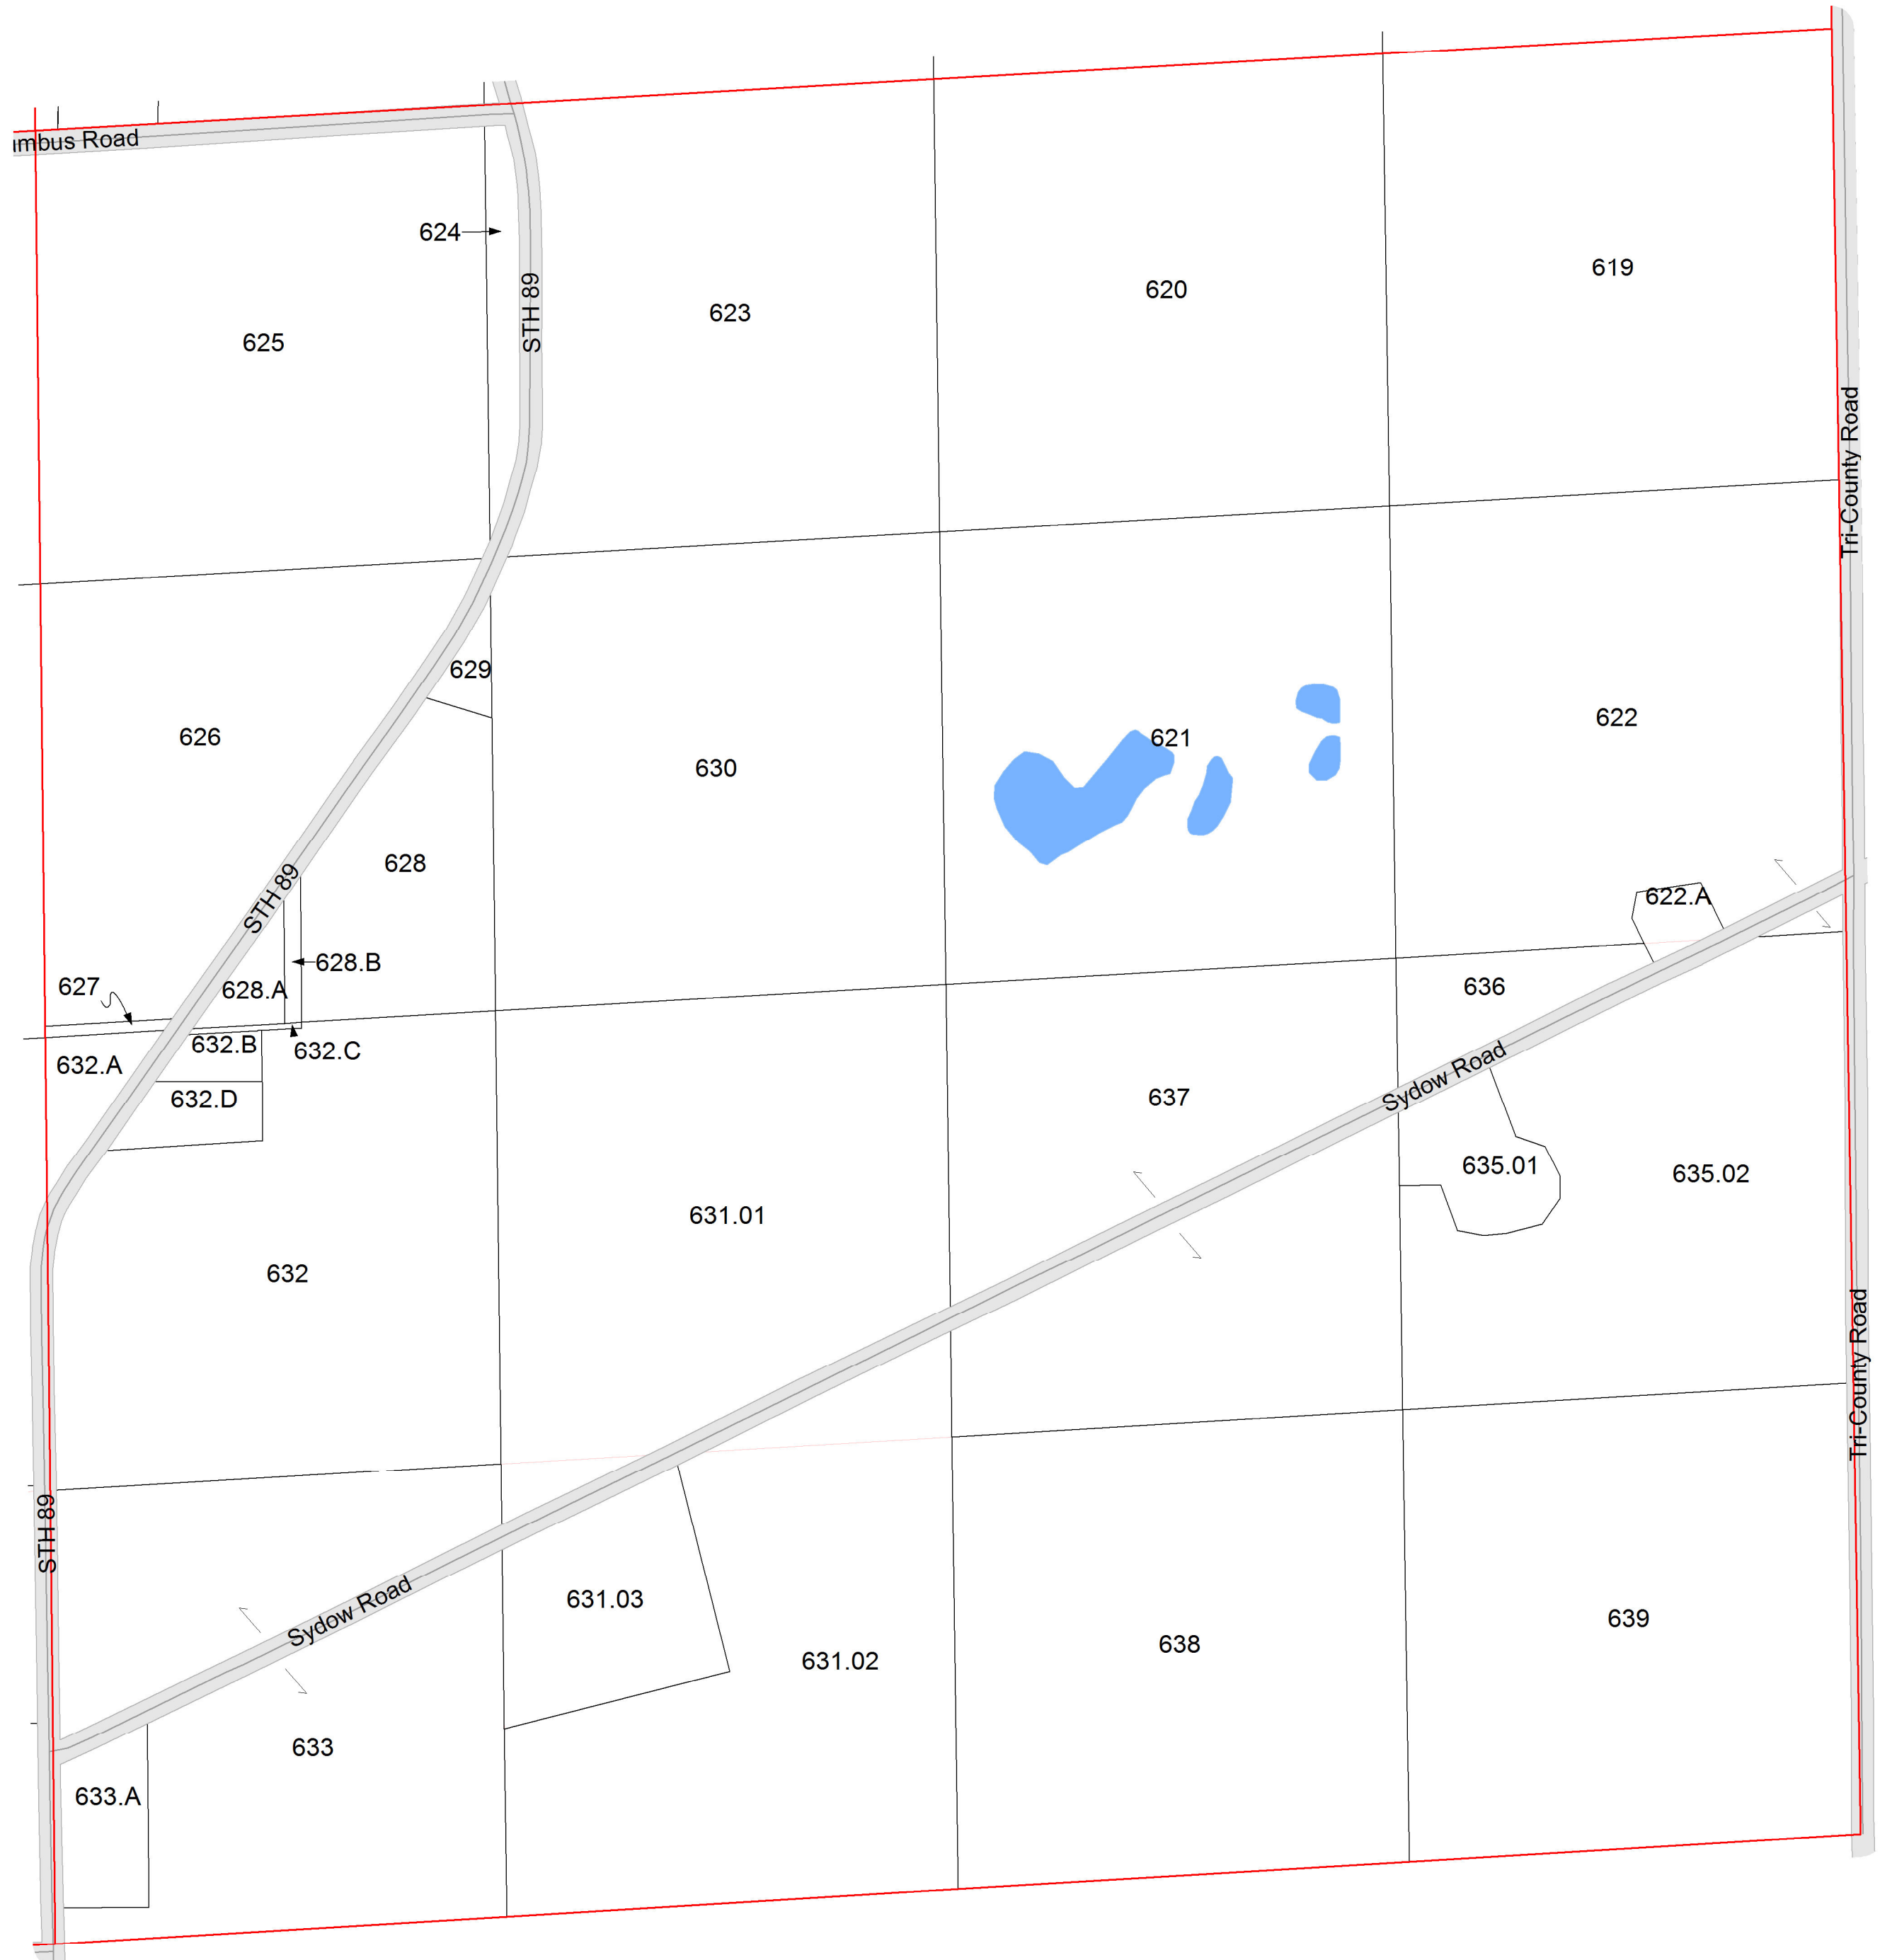 umbus Road
624
STH 89
625
623
620
619
Tri-County Road
629
626
630
621
622
628
STH 89
622.A
628.B
628.A
627
636
632.B
632.C
632.A
632.D
637
Sydow Road
635.01
635.02
631.01
632
Tri-County Road
STH 89
Sydow Road
631.03
631.02
638
639
633
633.A